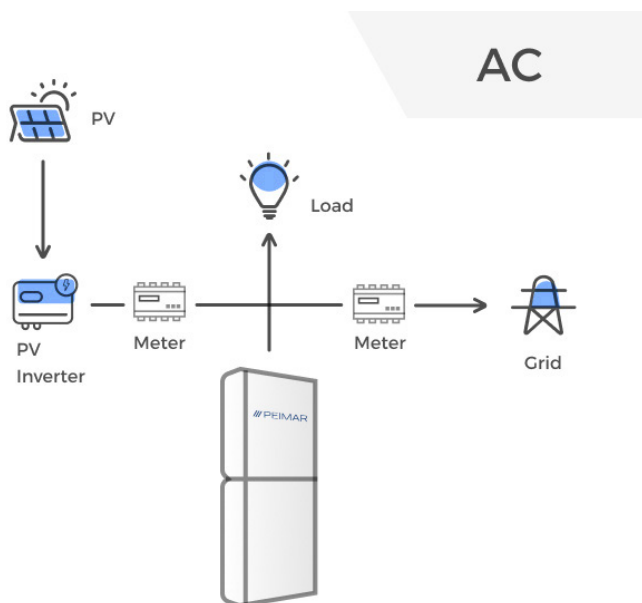 AC
PV
Load
Meter
Meter
PV
Inverter
Grid
PEIMAR